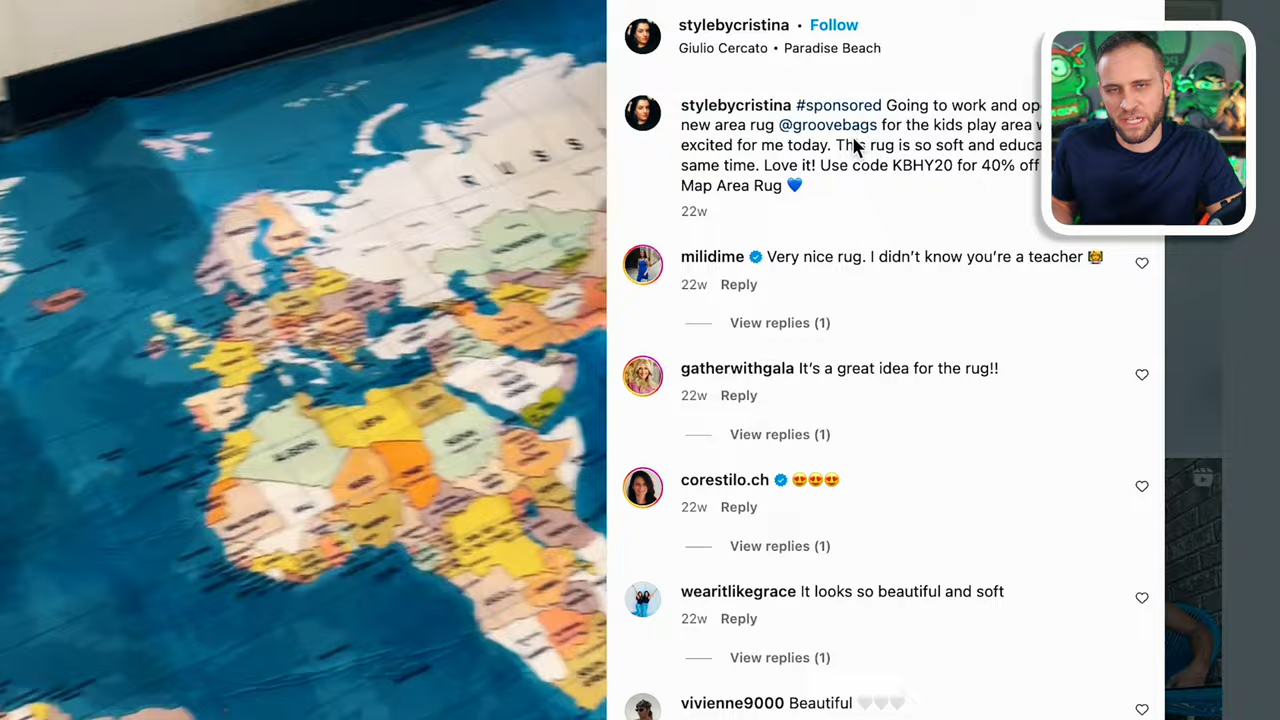 stylebycristina • Follow
Giulio Cercato • Paradise Beach
stylebycristina #sponsored Going to work and op
new area rug @groovebags for the kids play area w
excited for me today. This rug is so soft and educa
same time. Love it! Use code KBHY20 for 40% off
Map Area Rug 💙
22w
milidime Very nice rug. I didn’t know you’re a teacher 👩‍🏫
22w Reply
View replies (1)
gatherwithgala It’s a great idea for the rug!!
22w Reply
View replies (1)
corestilo.ch 😍😍😍
22w Reply
View replies (1)
wearitlikegrace It looks so beautiful and soft
22w Reply
View replies (1)
vivienne9000 Beautiful 🤍🤍🤍